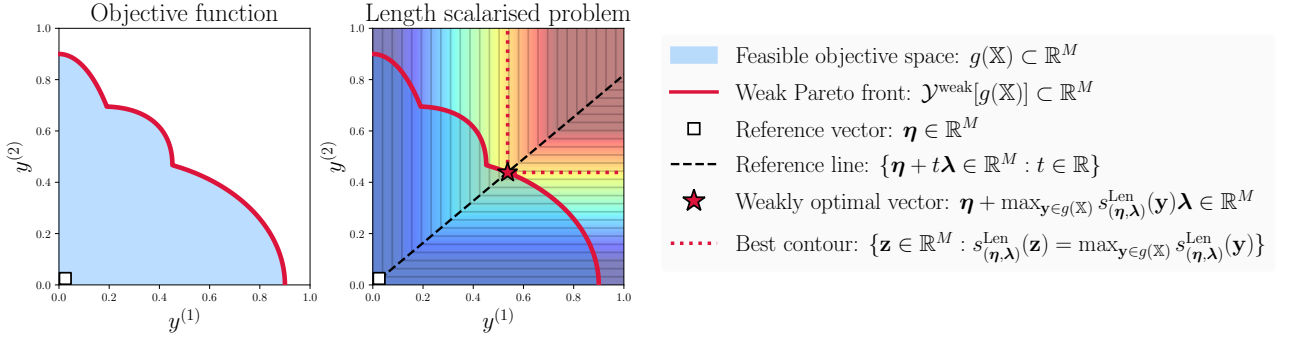 Objective function
1.0
0.8
0.6
0.4
0.2
0.0
y^{(2)}
0.0 0.2 0.4 0.6 0.8 1.0
y^{(1)}
Length scalarised problem
1.0
0.8
0.6
0.4
0.2
0.0
y^{(2)}
0.0 0.2 0.4 0.6 0.8 1.0
y^{(1)}
Feasible objective space: g(𝕏) ⊂ ℝ^M
Weak Pareto front: 𝒴^{weak}[g(𝕏)] ⊂ ℝ^M
Reference vector: 𝜼 ∈ ℝ^M
Reference line: {𝜼 + t𝝀 ∈ ℝ^M : t ∈ ℝ}
Weakly optimal vector: 𝜼 + max_{𝐲∈g(𝕏)} s^{Len}_{(𝜼,𝝀)}(𝐲)𝝀 ∈ ℝ^M
Best contour: {𝐳 ∈ ℝ^M : s^{Len}_{(𝜼,𝝀)}(𝐳) = max_{𝐲∈g(𝕏)} s^{Len}_{(𝜼,𝝀)}(𝐲)}